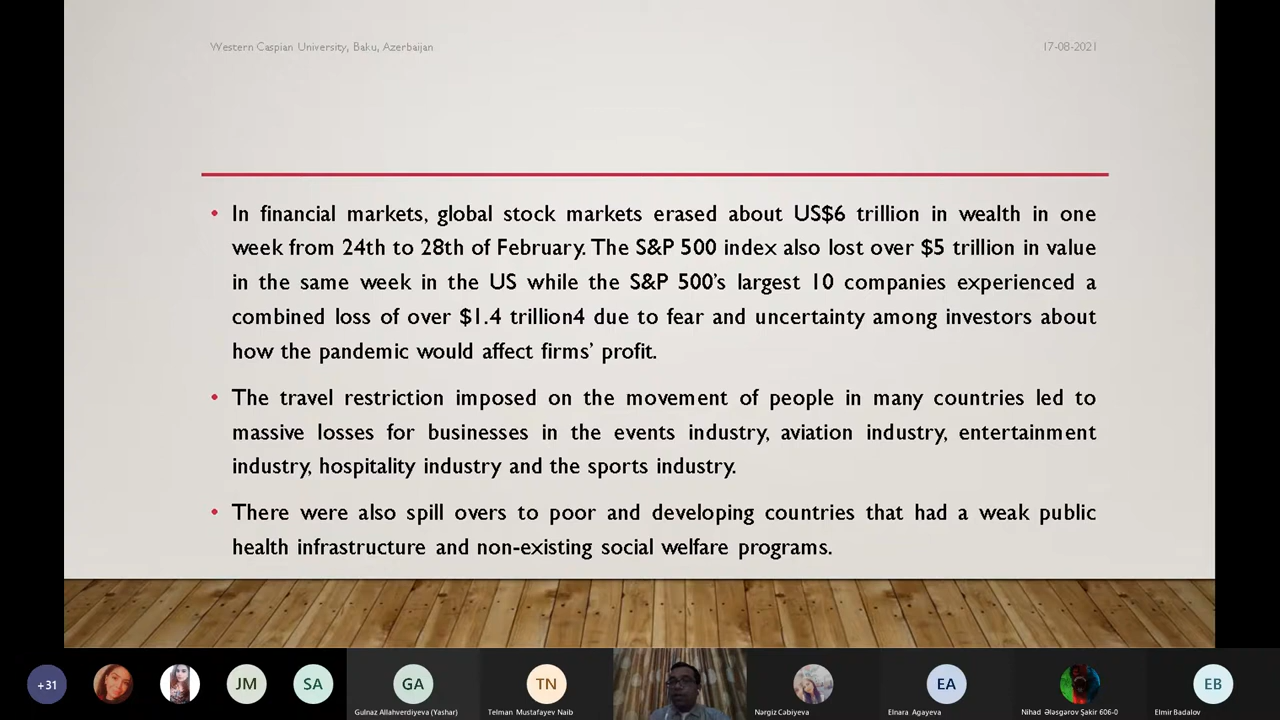 Western Caspian University, Baku, Azerbaijan
17-08-2021
• In financial markets, global stock markets erased about US$6 trillion in wealth in one
week from 24th to 28th of February. The S&P 500 index also lost over $5 trillion in value
in the same week in the US while the S&P 500's largest 10 companies experienced a
combined loss of over $1.4 trillion4 due to fear and uncertainty among investors about
how the pandemic would affect firms' profit.
• The travel restriction imposed on the movement of people in many countries led to
massive losses for businesses in the events industry, aviation industry, entertainment
industry, hospitality industry and the sports industry.
• There were also spill overs to poor and developing countries that had a weak public
health infrastructure and non-existing social welfare programs.
+31
JM
SA
GA
TN
EA
EB
Gulnaz Allahverdiyeva (Yashar)
Telman Mustafayev Naib
Nərgiz Cəbiyeva
Elnara Agayeva
Nihad Ələsgərov Şakir 606-0
Elmir Badalov